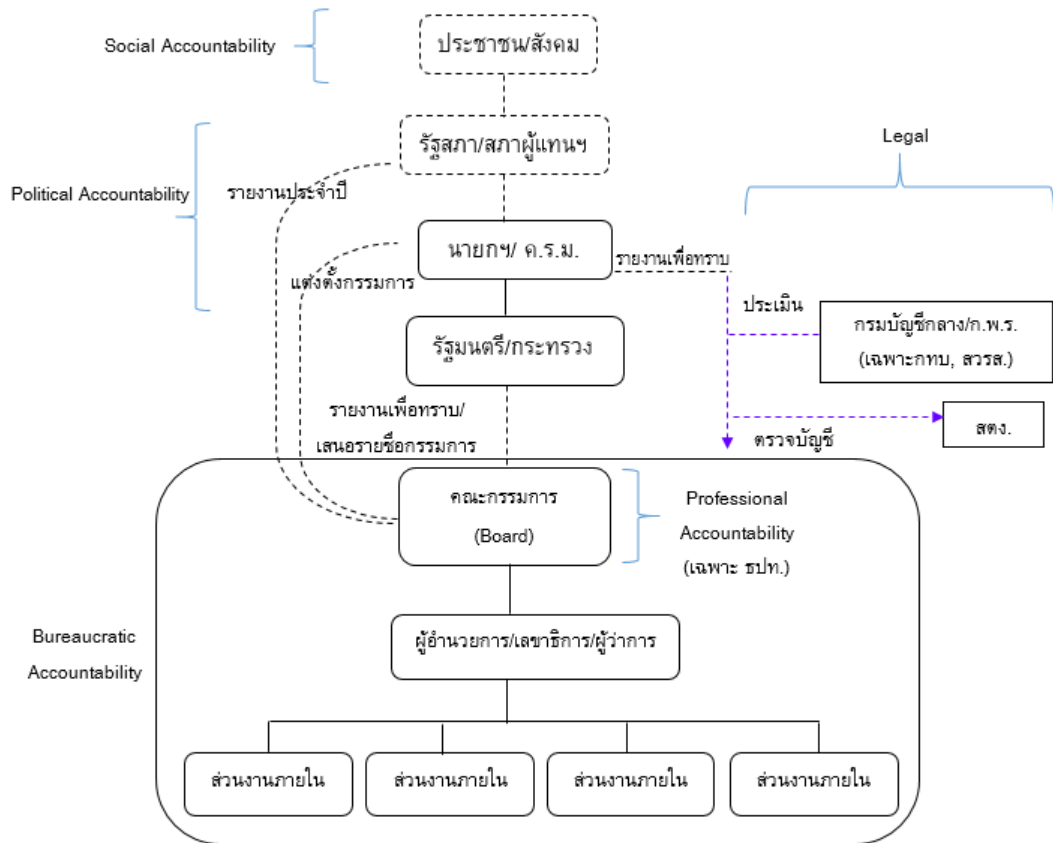 Social Accountability
ประชาชน/สังคม
รัฐสภา/สภาผู้แทนฯ
Legal
Political Accountability
รายงานประจำปี
นายกฯ/ ค.ร.ม.
รายงานเพื่อทราบ
แต่งตั้งกรรมการ
ประเมิน
กรมบัญชีกลาง/ก.พ.ร.
(เฉพาะกทบ, สวรส.)
รัฐมนตรี/กระทรวง
รายงานเพื่อทราบ/
เสนอรายชื่อกรรมการ
สตง.
ตรวจบัญชี
คณะกรรมการ
(Board)
Professional
Accountability
(เฉพาะ ธปท.)
Bureaucratic
Accountability
ผู้อำนวยการ/เลขาธิการ/ผู้ว่าการ
ส่วนงานภายใน
ส่วนงานภายใน
ส่วนงานภายใน
ส่วนงานภายใน